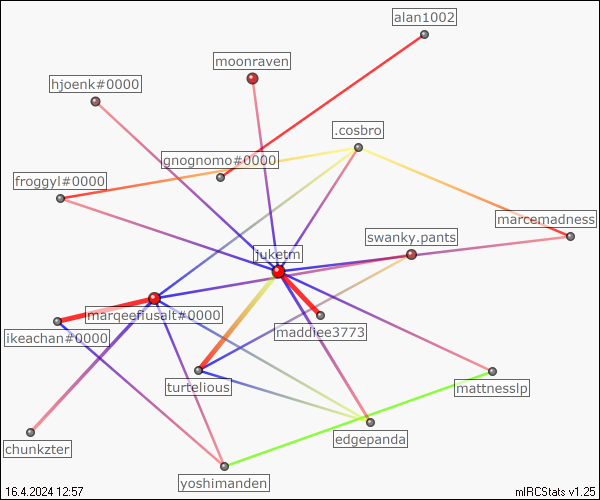 alan1002
moonraven
hjoenk#0000
.cosbro
gnognomo#0000
froggyl#0000
marcemadness
swanky.pants
juketm
marqeeflusalt#0000
maddiee3773
ikeachan#0000
turtelious
mattnesslp
edgepanda
chunkzter
yoshimanden
16.4.2024 12:57
mIRCStats v1.25